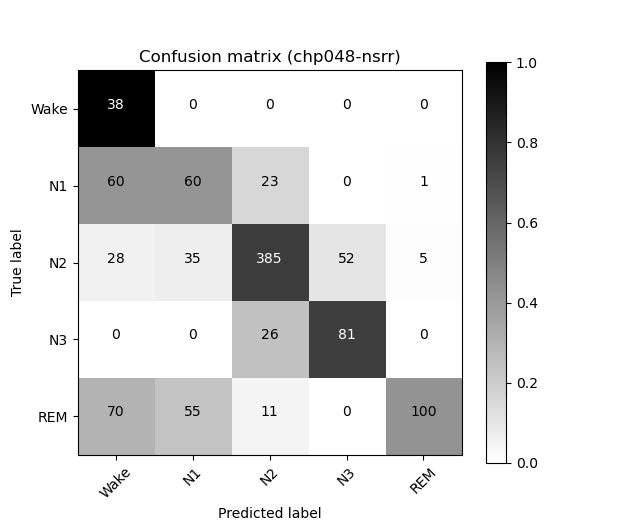 Confusion matrix (chp048-nsrr)
Wake 38 0 0 0 0
N1 60 60 23 0 1
N2 28 35 385 52 5
N3 0 0 26 81 0
REM 70 55 11 0 100
Wake N1 N2 N3 REM
Predicted label
True label
1.0
0.8
0.6
0.4
0.2
0.0